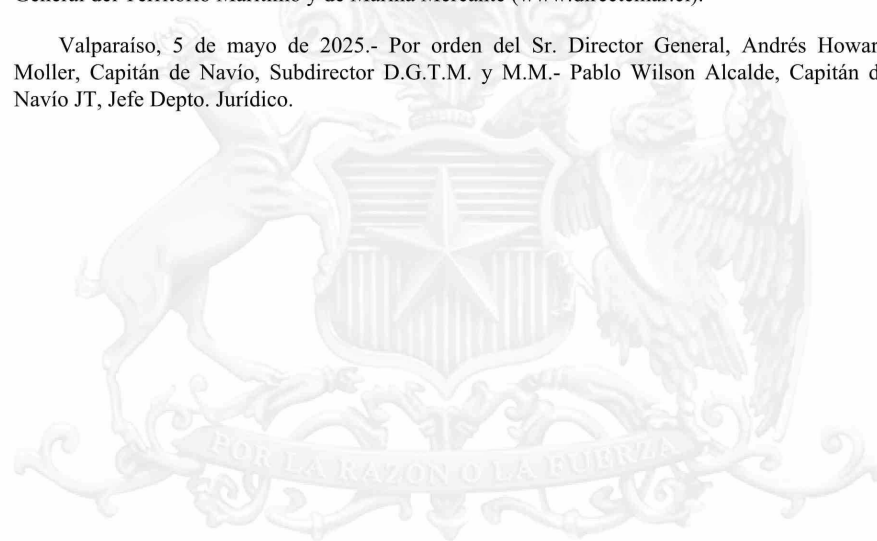 General del Territorio Marítimo y de Marina Mercante (www.directemar.cl).
Valparaíso, 5 de mayo de 2025.- Por orden del Sr. Director General, Andrés Howar
Moller, Capitán de Navío, Subdirector D.G.T.M. y M.M.- Pablo Wilson Alcalde, Capitán d
Navío JT, Jefe Depto. Jurídico.
POR LA RAZÓN O LA FUERZA